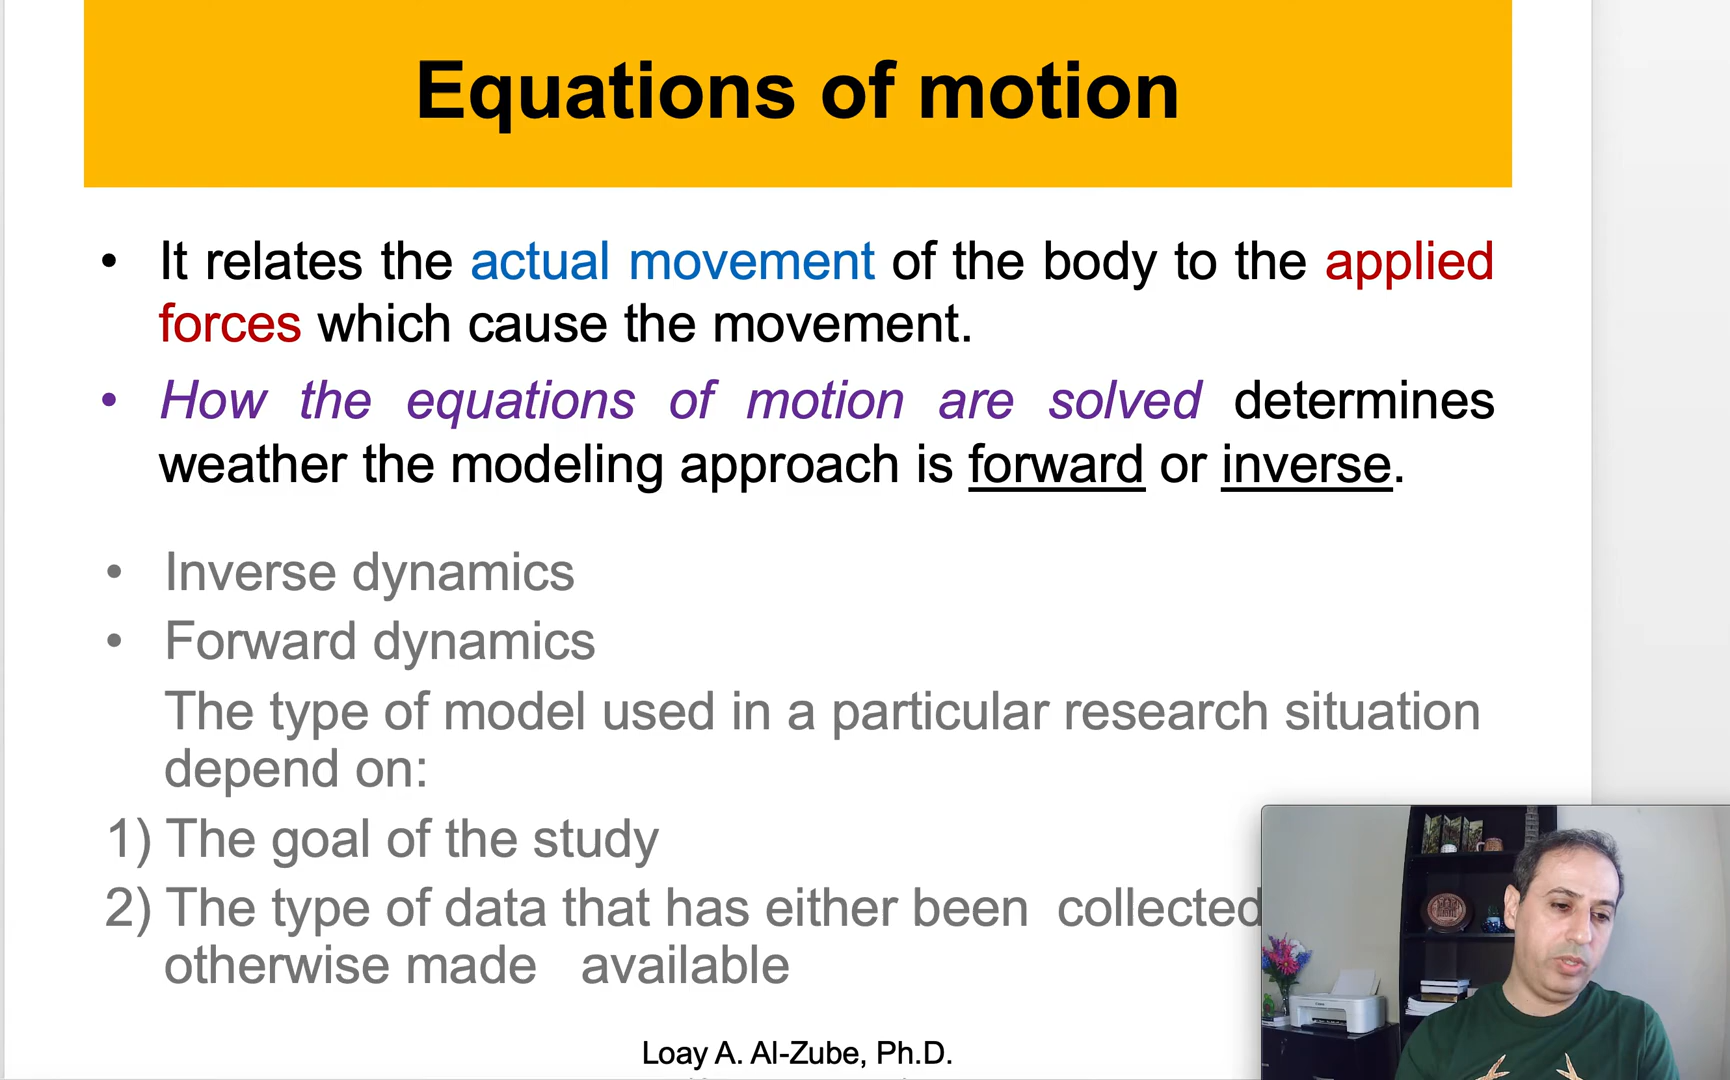 Equations of motion
• It relates the actual movement of the body to the applied
forces which cause the movement.
• How the equations of motion are solved determines
weather the modeling approach is forward or inverse.
• Inverse dynamics
• Forward dynamics
The type of model used in a particular research situation
depend on:
1) The goal of the study
2) The type of data that has either been collected
otherwise made available
Loay A. Al-Zube, Ph.D.